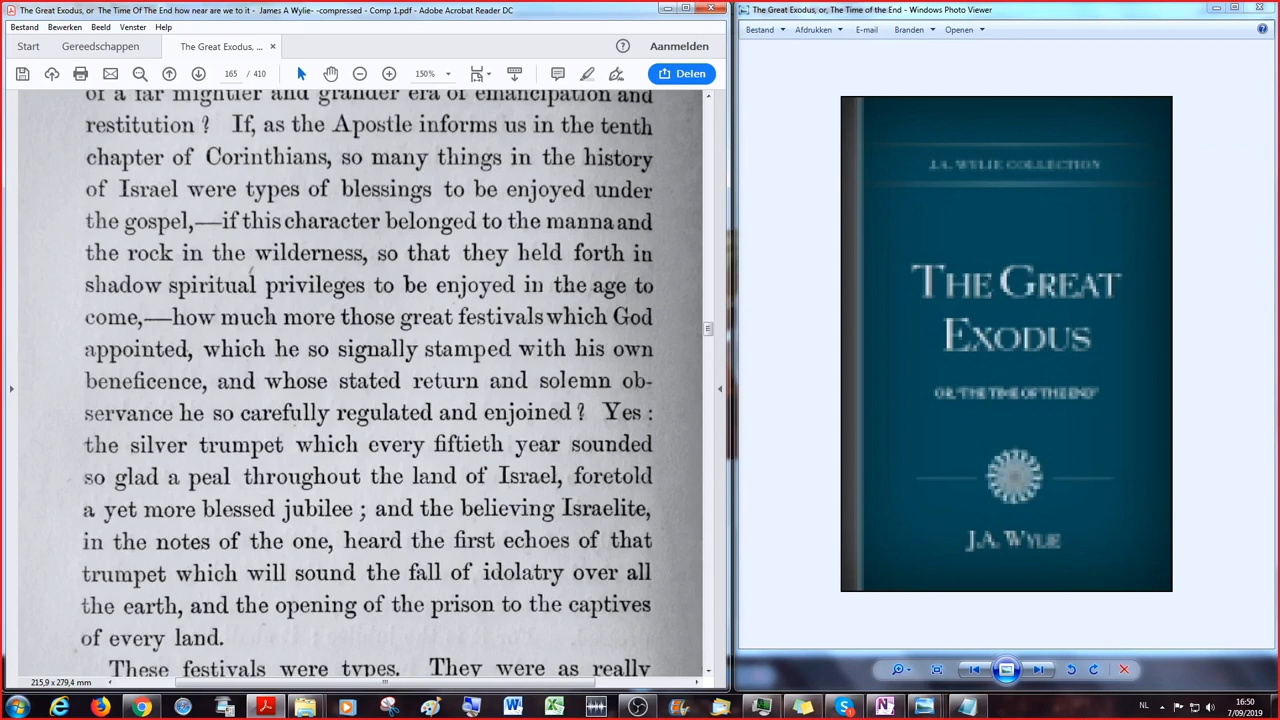 The Great Exodus, or The Time Of The End how near are we to it - James A Wylie- -compressed - Comp 1.pdf - Adobe Acrobat Reader DC
Bestand Bewerken Beeld Venster Help
Start Gereedschappen The Great Exodus, ... × Aanmelden
165 / 410 150% Delen
of a far mightier and grander era of emancipation and
restitution ? If, as the Apostle informs us in the tenth
chapter of Corinthians, so many things in the history
of Israel were types of blessings to be enjoyed under
the gospel,—if this character belonged to the manna and
the rock in the wilderness, so that they held forth in
shadow spiritual privileges to be enjoyed in the age to
come,—how much more those great festivals which God
appointed, which he so signally stamped with his own
beneficence, and whose stated return and solemn ob-
servance he so carefully regulated and enjoined ? Yes :
the silver trumpet which every fiftieth year sounded
so glad a peal throughout the land of Israel, foretold
a yet more blessed jubilee ; and the believing Israelite,
in the notes of the one, heard the first echoes of that
trumpet which will sound the fall of idolatry over all
the earth, and the opening of the prison to the captives
of every land.
These festivals were types. They were as really
215,9 x 279,4 mm
The Great Exodus, or, The Time of the End - Windows Photo Viewer
Bestand Afdrukken E-mail Branden Openen
J.A. WYLIE COLLECTION
THE GREAT
EXODUS
OR, "THE TIME OF THE END"
J.A. WYLIE
NL
16:50
7/09/2019